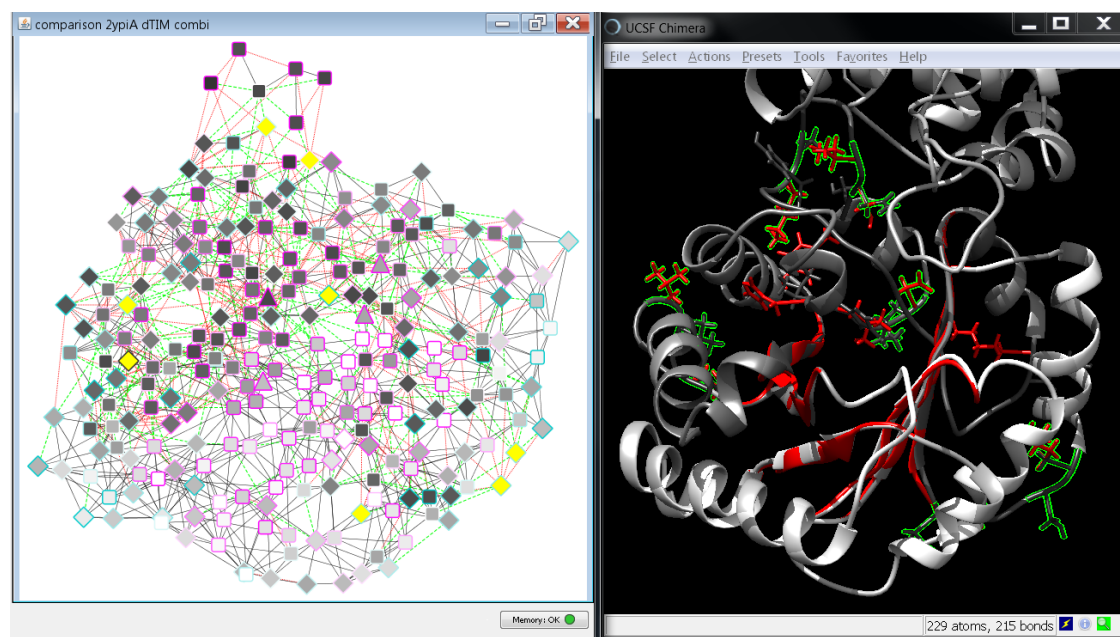 comparison 2ypiA dTIM combi
Memory: OK
UCSF Chimera
File Select Actions Presets Tools Favorites Help
229 atoms, 215 bonds